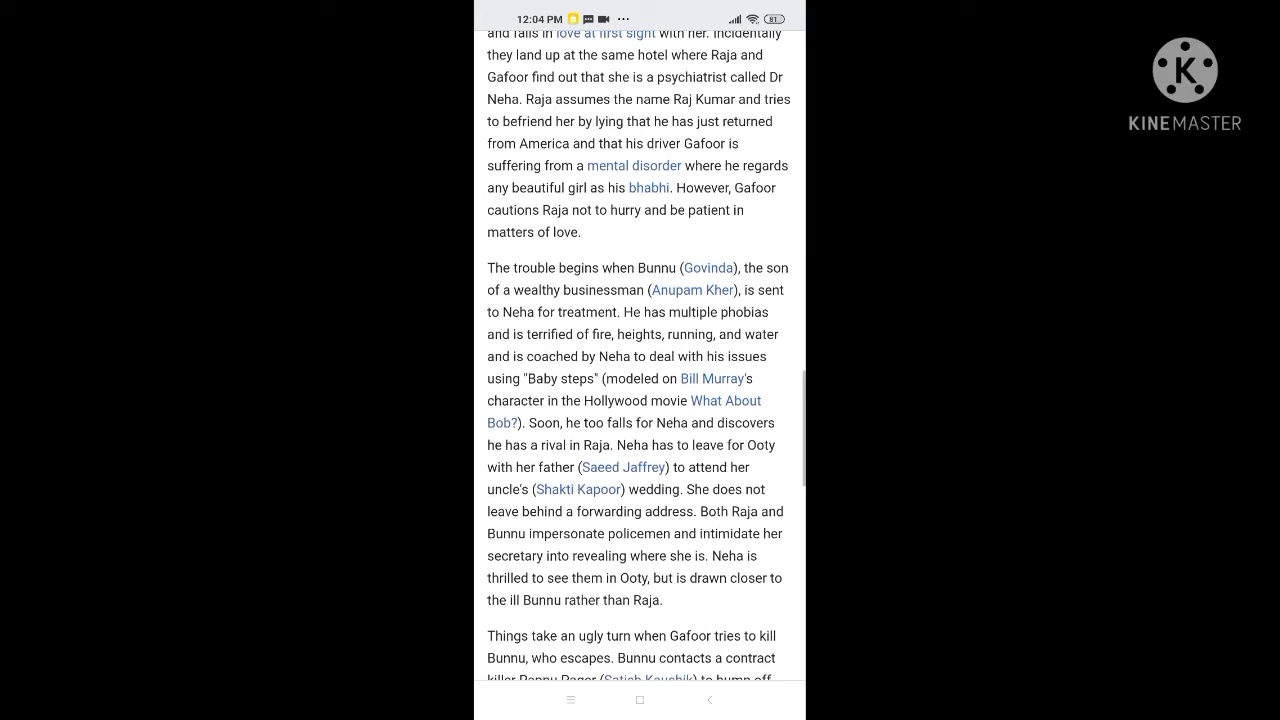 12:04 PM
81
and falls in love at first sight with her. Incidentally
they land up at the same hotel where Raja and
Gafoor find out that she is a psychiatrist called Dr
Neha. Raja assumes the name Raj Kumar and tries
to befriend her by lying that he has just returned
from America and that his driver Gafoor is
suffering from a mental disorder where he regards
any beautiful girl as his bhabhi. However, Gafoor
cautions Raja not to hurry and be patient in
matters of love.
The trouble begins when Bunnu (Govinda), the son
of a wealthy businessman (Anupam Kher), is sent
to Neha for treatment. He has multiple phobias
and is terrified of fire, heights, running, and water
and is coached by Neha to deal with his issues
using "Baby steps" (modeled on Bill Murray's
character in the Hollywood movie What About
Bob?). Soon, he too falls for Neha and discovers
he has a rival in Raja. Neha has to leave for Ooty
with her father (Saeed Jaffrey) to attend her
uncle's (Shakti Kapoor) wedding. She does not
leave behind a forwarding address. Both Raja and
Bunnu impersonate policemen and intimidate her
secretary into revealing where she is. Neha is
thrilled to see them in Ooty, but is drawn closer to
the ill Bunnu rather than Raja.
Things take an ugly turn when Gafoor tries to kill
Bunnu, who escapes. Bunnu contacts a contract
killer Pappu Pager (Satish Kaushik) to bump off
K
KINEMASTER